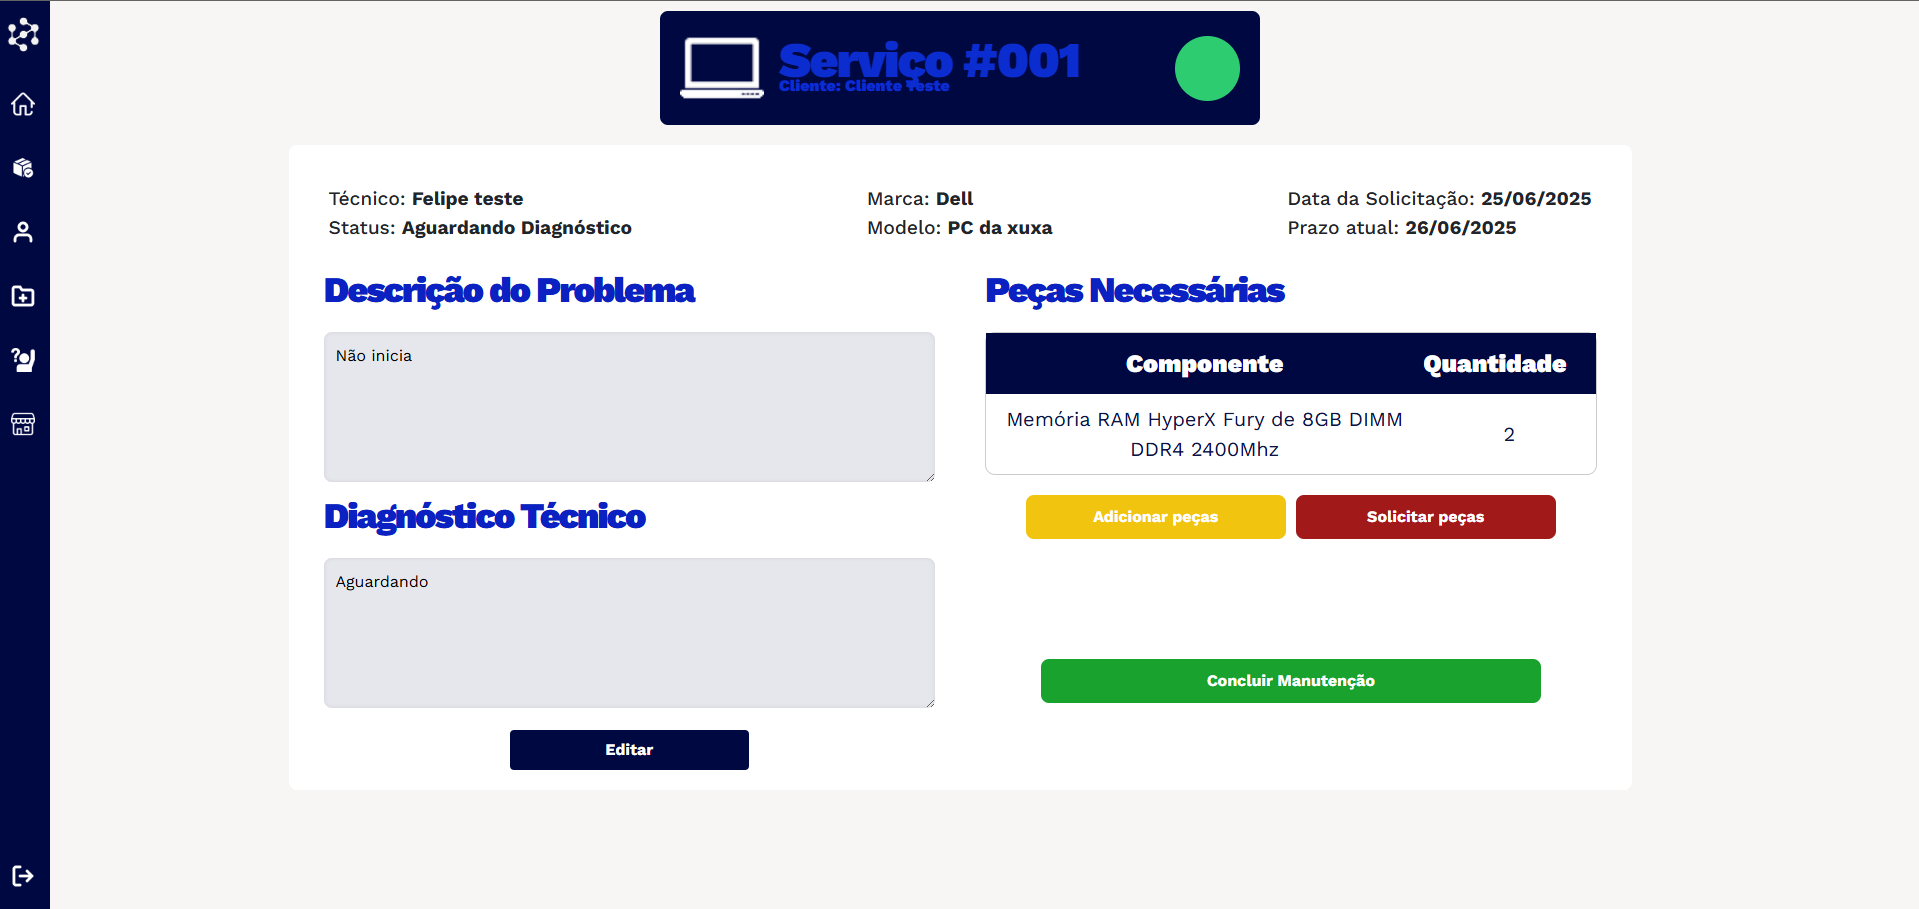 Serviço #001
Cliente: Cliente Teste
Técnico: Felipe teste
Status: Aguardando Diagnóstico
Marca: Dell
Modelo: PC da xuxa
Data da Solicitação: 25/06/2025
Prazo atual: 26/06/2025
Descrição do Problema
Não inicia
Diagnóstico Técnico
Aguardando
Editar
Peças Necessárias
Componente Quantidade
Memória RAM HyperX Fury de 8GB DIMM
DDR4 2400Mhz
2
Adicionar peças
Solicitar peças
Concluir Manutenção